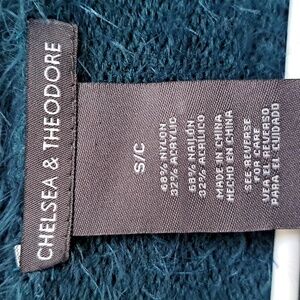 CHELSEA & THEODORE
S/C
68% NYLON
32% ACRYLIC
68% NAILON
32% ACRILICO
MADE IN CHINA
HECHO EN CHINA
SEE REVERSE
FOR CARE
VEA EL REVERSO
PARA EL CUIDADO